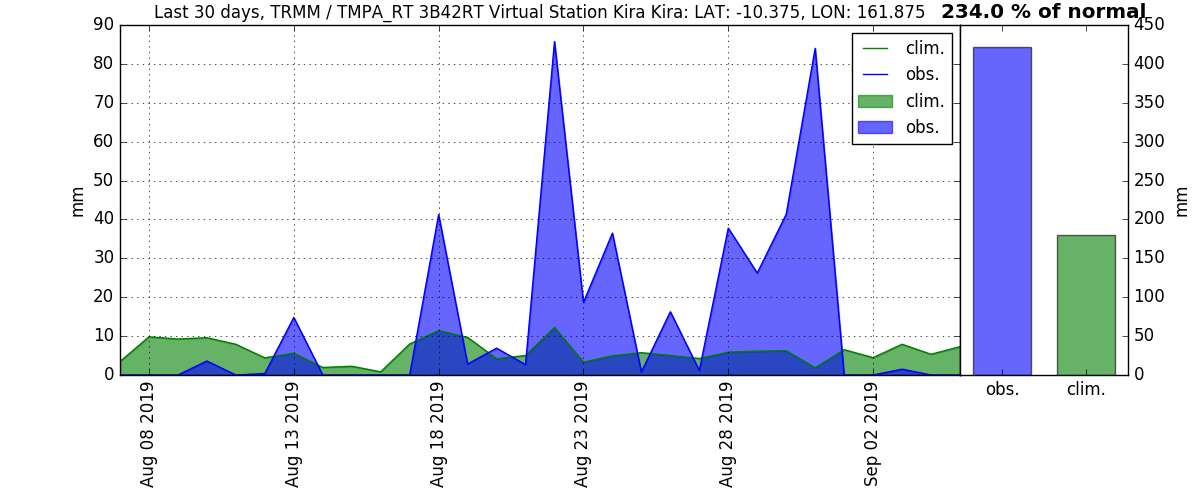 Last 30 days, TRMM / TMPA_RT 3B42RT Virtual Station Kira Kira: LAT: -10.375, LON: 161.875
234.0 % of normal
90
80
70
60
50
40
30
20
10
0
mm
Aug 08 2019
Aug 13 2019
Aug 18 2019
Aug 23 2019
Aug 28 2019
Sep 02 2019
clim.
obs.
clim.
obs.
450
400
350
300
250
200
150
100
50
0
mm
obs.
clim.